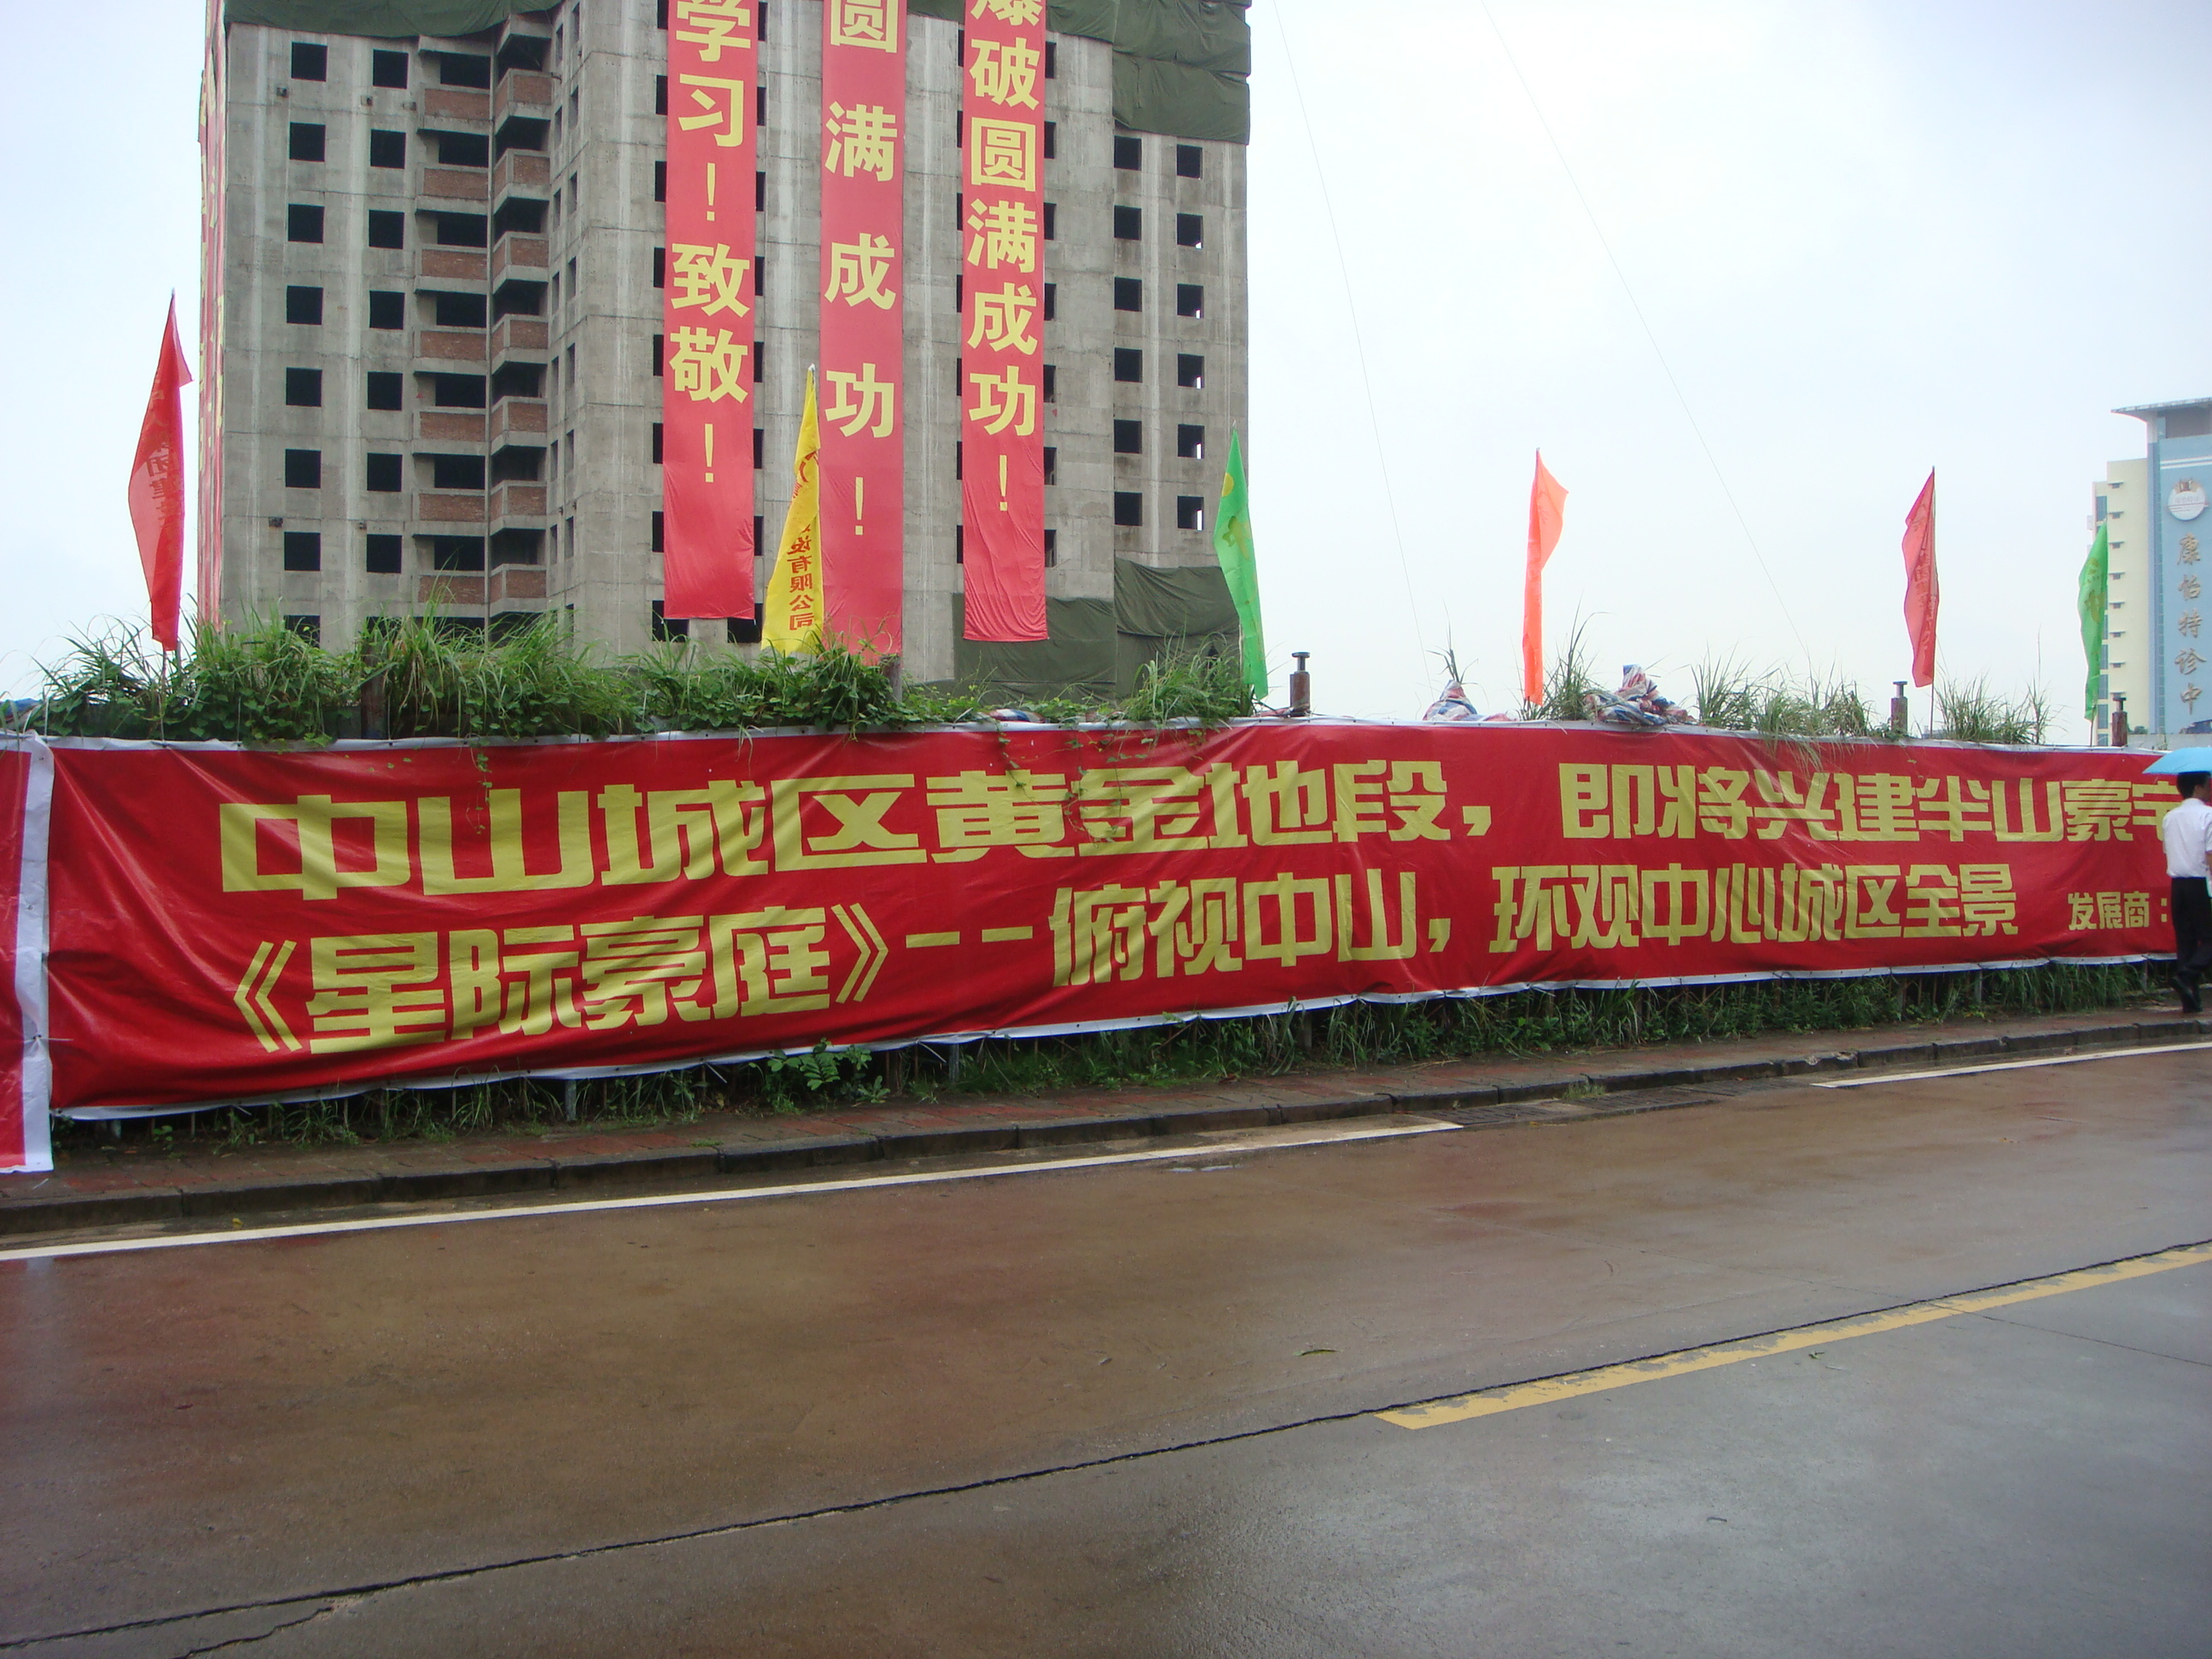 学习！致敬！
圆满成功！
爆破圆满成功！
设有限公司
康怡特诊中
中山城区黄金地段，即将兴建半山豪宅
《星际豪庭》--俯视中山，环观中心城区全景
发展商：